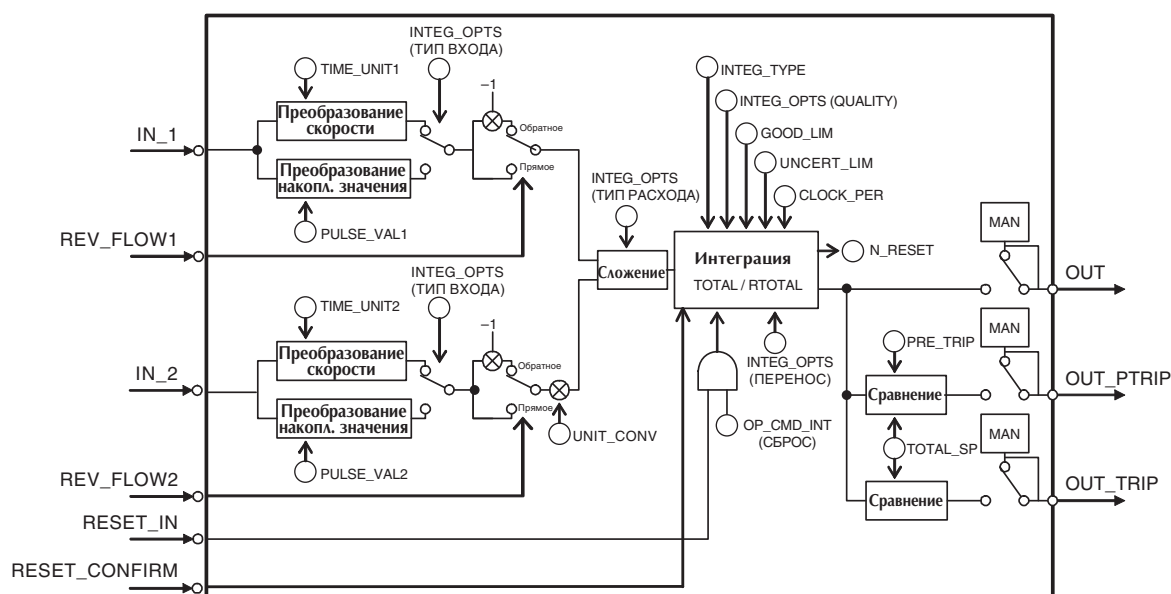 INTEG_OPTS
(ТИП ВХОДА)
TIME_UNIT1
–1
Преобразование
скорости
Обратное
IN_1
Преобразование
накопл. значения
Прямое
PULSE_VAL1
REV_FLOW1
INTEG_TYPE
INTEG_OPTS (QUALITY)
GOOD_LIM
UNCERT_LIM
CLOCK_PER
INTEG_OPTS
(ТИП РАСХОДА)
Сложение
Интеграция
TOTAL / RTOTAL
N_RESET
MAN
OUT
INTEG_OPTS
(ТИП ВХОДА)
TIME_UNIT2
–1
Преобразование
скорости
Обратное
IN_2
Преобразование
накопл. значения
Прямое
UNIT_CONV
PULSE_VAL2
REV_FLOW2
INTEG_OPTS
(ПЕРЕНОС)
OP_CMD_INT
(СБРОС)
PRE_TRIP
MAN
Сравнение
OUT_PTRIP
TOTAL_SP
MAN
Сравнение
OUT_TRIP
RESET_IN
RESET_CONFIRM